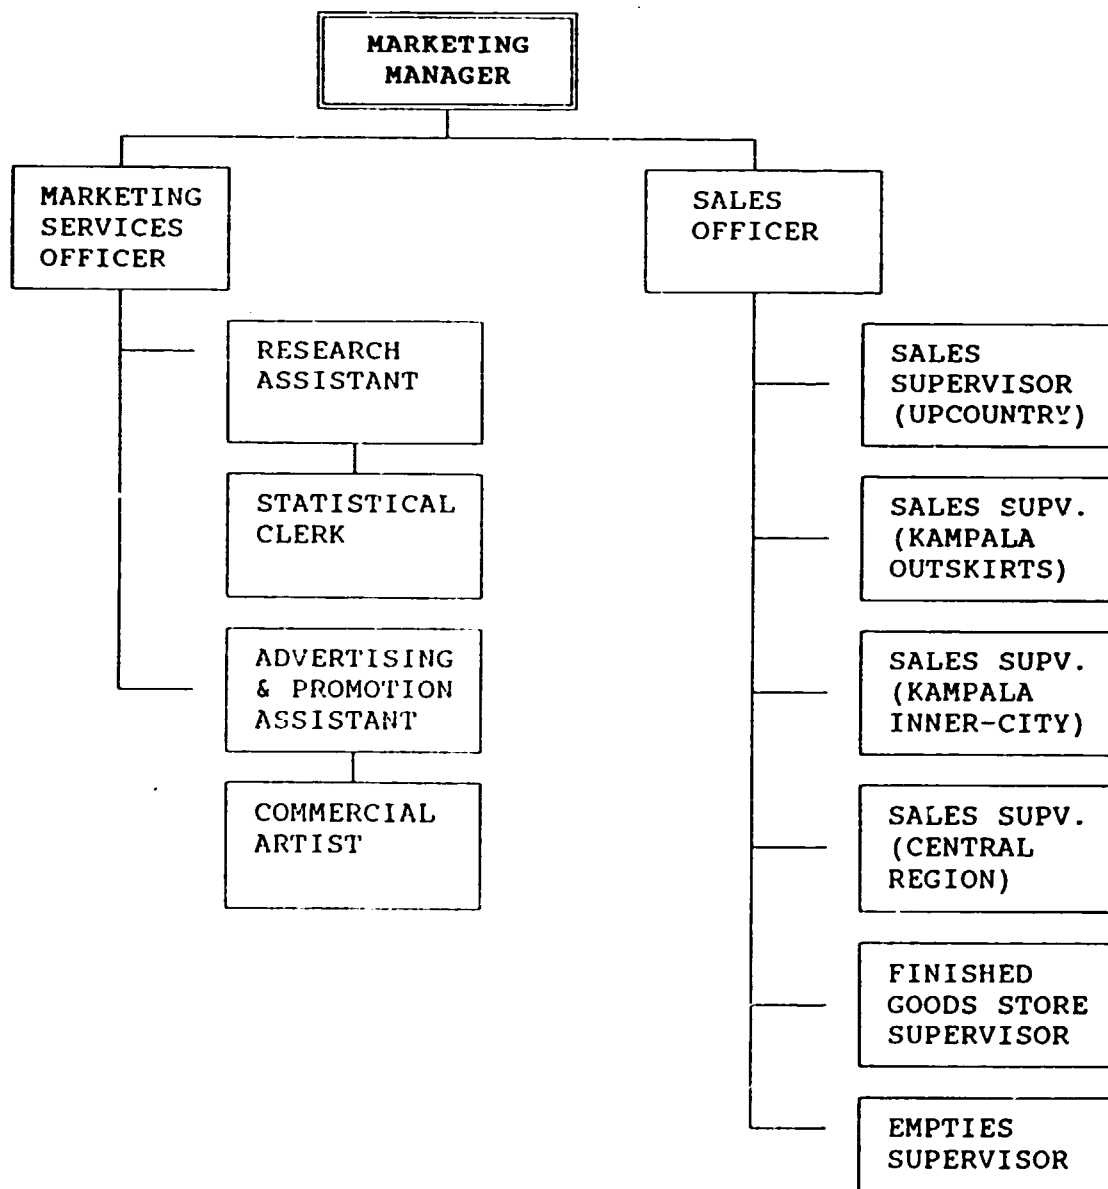 MARKETING
MANAGER
MARKETING
SERVICES
OFFICER
SALES
OFFICER
RESEARCH
ASSISTANT
STATISTICAL
CLERK
ADVERTISING
& PROMOTION
ASSISTANT
COMMERCIAL
ARTIST
SALES
SUPERVISOR
(UPCOUNTRY)
SALES SUPV.
(KAMPALA
OUTSKIRTS)
SALES SUPV.
(KAMPALA
INNER-CITY)
SALES SUPV.
(CENTRAL
REGION)
FINISHED
GOODS STORE
SUPERVISOR
EMPTIES
SUPERVISOR